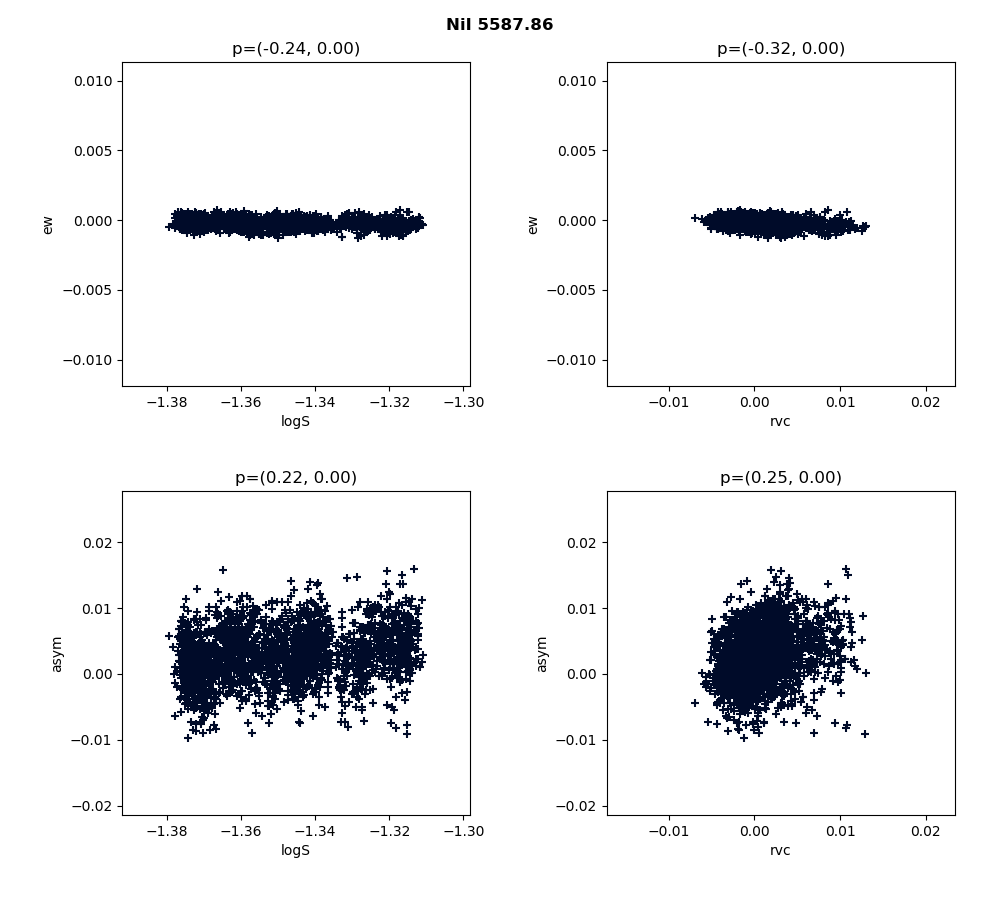 NiI 5587.86
p=(-0.24, 0.00)
p=(-0.32, 0.00)
0.010
0.005
0.000
−0.005
−0.010
ew
−1.38 −1.36 −1.34 −1.32 −1.30
logS
0.010
0.005
0.000
−0.005
−0.010
ew
−0.01 0.00 0.01 0.02
rvc
p=(0.22, 0.00)
p=(0.25, 0.00)
0.02
0.01
0.00
−0.01
−0.02
asym
−1.38 −1.36 −1.34 −1.32 −1.30
logS
0.02
0.01
0.00
−0.01
−0.02
asym
−0.01 0.00 0.01 0.02
rvc